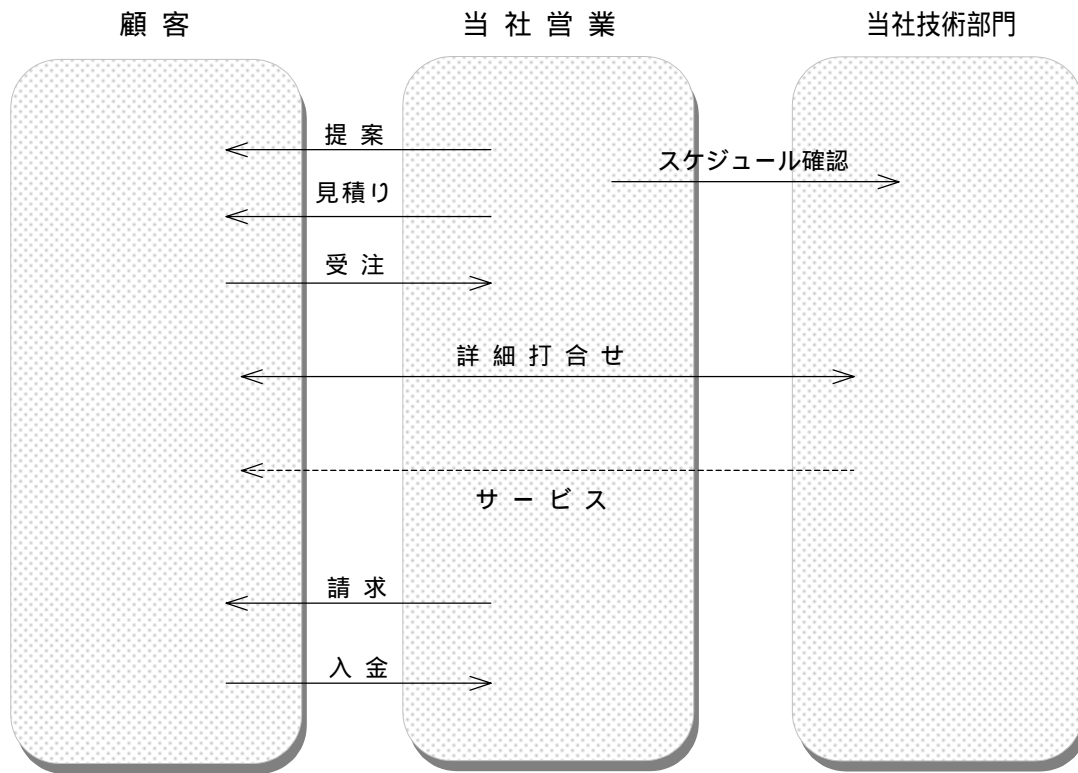 顧 客
当 社 営 業
当社技術部門
提 案
スケジュール確認
見積り
受 注
詳 細 打 合 せ
サ ー ビ ス
請 求
入 金